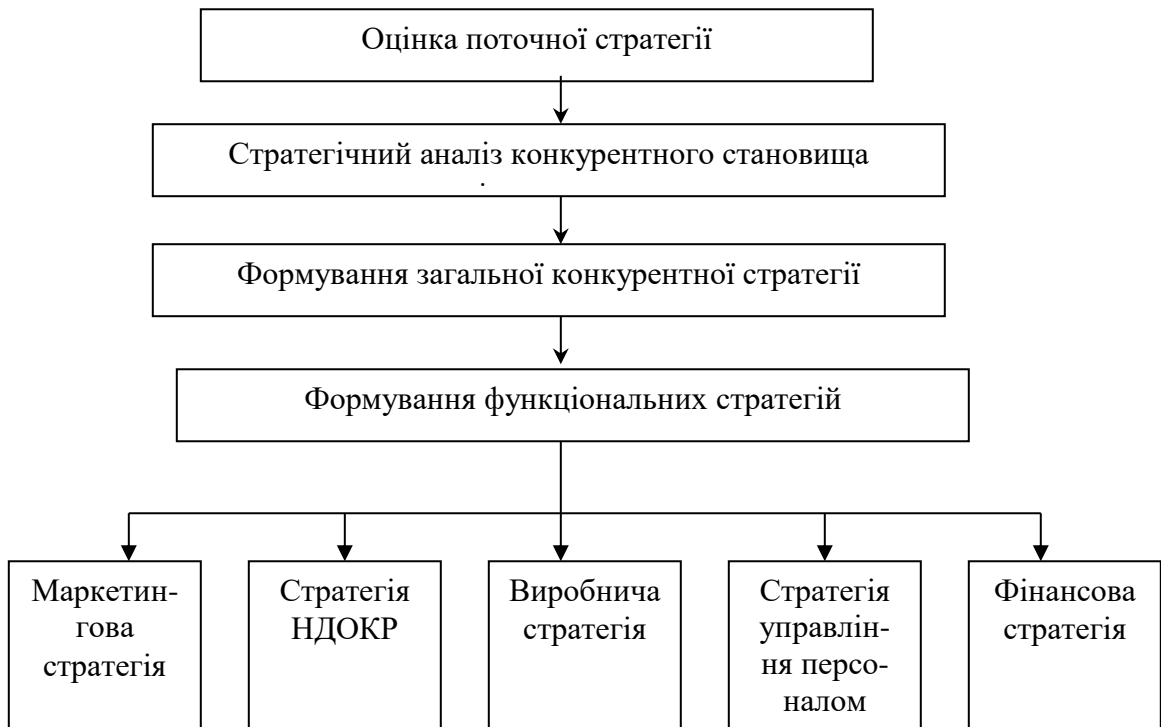 Оцінка поточної стратегії
Стратегічний аналіз конкурентного становища
.
Формування загальної конкурентної стратегії
Формування функціональних стратегій
Маркетин-
гова
стратегія
Стратегія
НДОКР
Виробнича
стратегія
Стратегія
управлін-
ня персо-
налом
Фінансова
стратегія